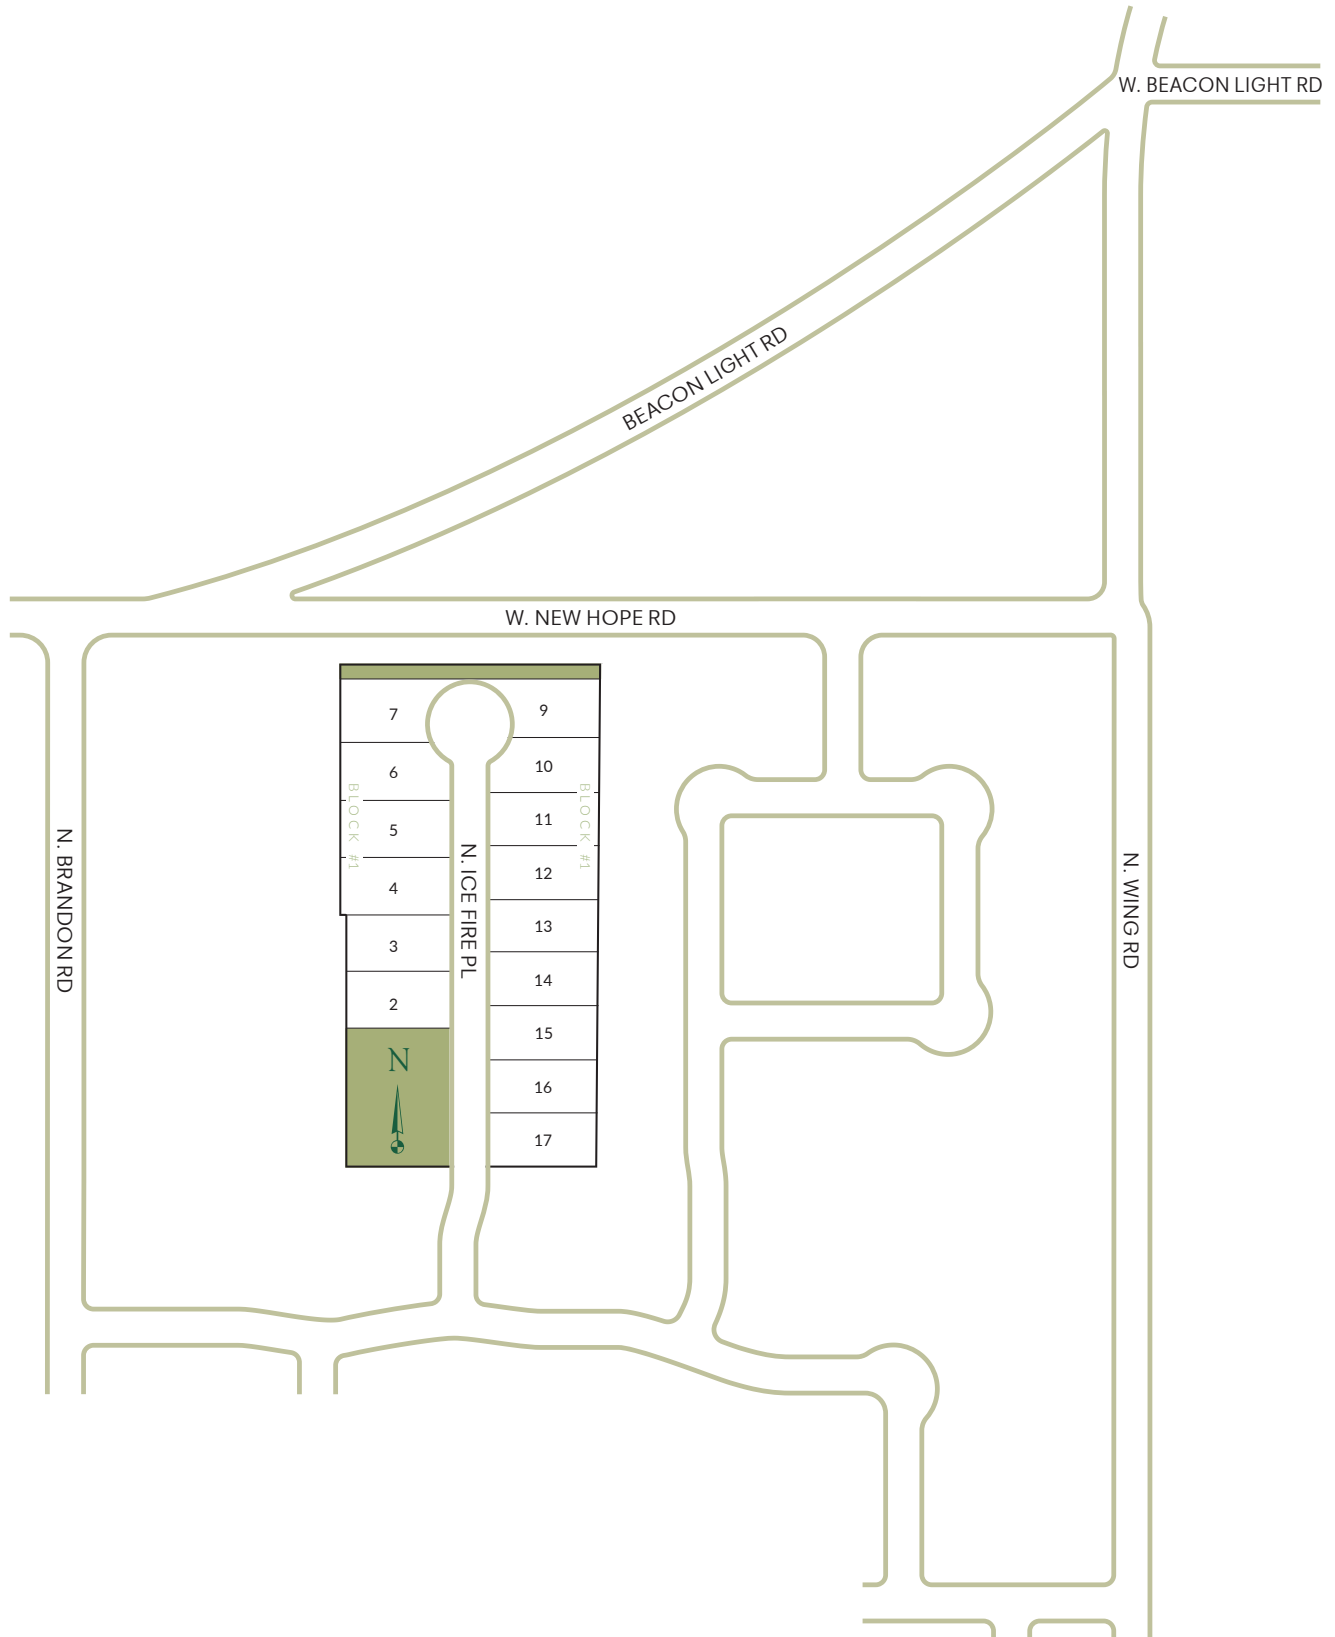 W. BEACON LIGHT RD
BEACON LIGHT RD
W. NEW HOPE RD
7
9
6
10
BLOCK #1
BLOCK #1
5
11
4
12
3
13
2
14
N
15
16
17
N. BRANDON RD
N. ICE FIRE PL
N. WING RD